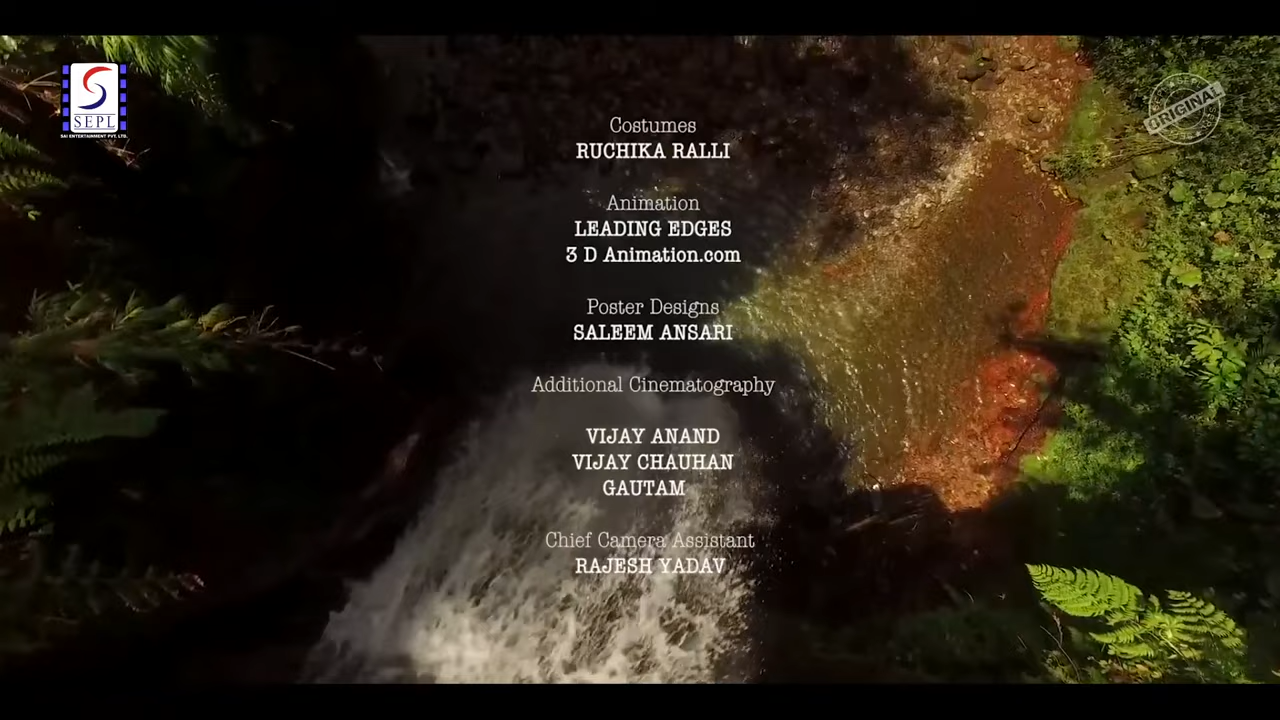 SEPL
SAI ENTERTAINMENT PVT. LTD.
ORIGINAL
Costumes
RUCHIKA RALLI
Animation
LEADING EDGES
3 D Animation.com
Poster Designs
SALEEM ANSARI
Additional Cinematography
VIJAY ANAND
VIJAY CHAUHAN
GAUTAM
Chief Camera Assistant
RAJESH YADAV